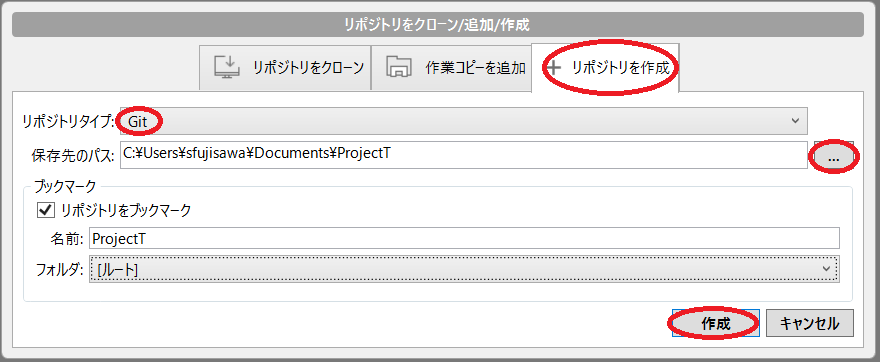 リポジトリをクローン/追加/作成
リポジトリをクローン 作業コピーを追加 + リポジトリを作成
リポジトリタイプ: Git
保存先のパス: C:¥Users¥sfujisawa¥Documents¥ProjectT ...
ブックマーク
リポジトリをブックマーク
名前: ProjectT
フォルダ: [ルート]
作成 キャンセル